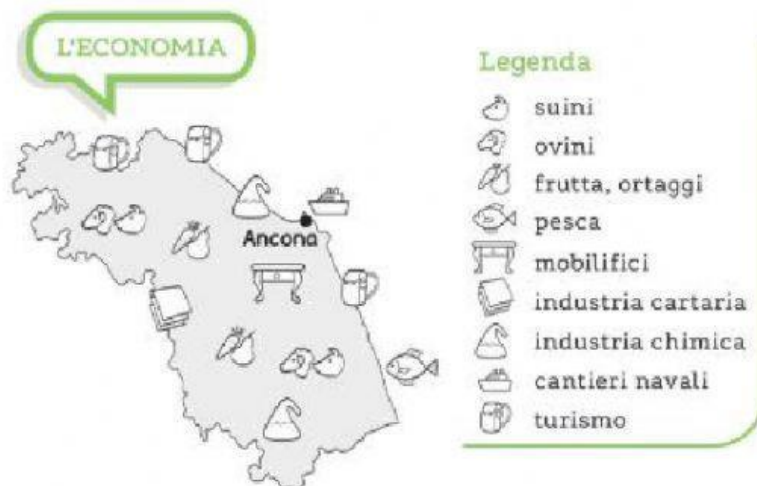 L'ECONOMIA
Legenda
suini
ovini
frutta, ortaggi
pesca
mobilifici
industria cartaria
industria chimica
cantieri navali
turismo
Ancona